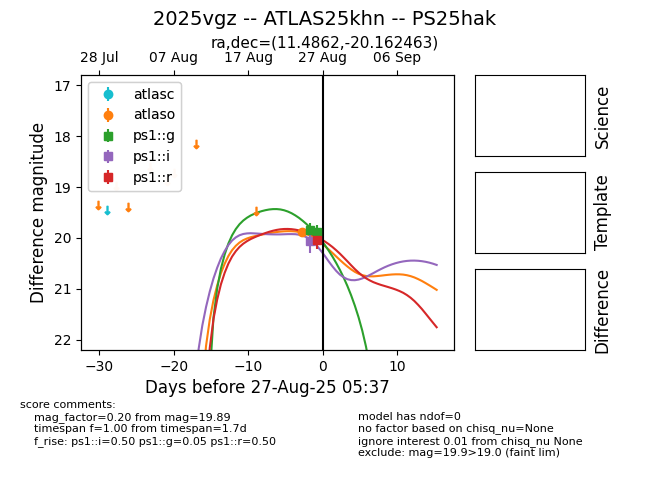 2025vgz -- ATLAS25khn -- PS25hak
ra,dec=(11.4862,-20.162463)
28 Jul 07 Aug 17 Aug 27 Aug 06 Sep
atlasc
atlaso
ps1::g
ps1::i
ps1::r
17
18
19
20
21
22
Difference magnitude
−30 −20 −10 0 10
Days before 27-Aug-25 05:37
Science
Template
Difference
score comments:
mag_factor=0.20 from mag=19.89
timespan f=1.00 from timespan=1.7d
f_rise: ps1::i=0.50 ps1::g=0.05 ps1::r=0.50
model has ndof=0
no factor based on chisq_nu=None
ignore interest 0.01 from chisq_nu None
exclude: mag=19.9>19.0 (faint lim)